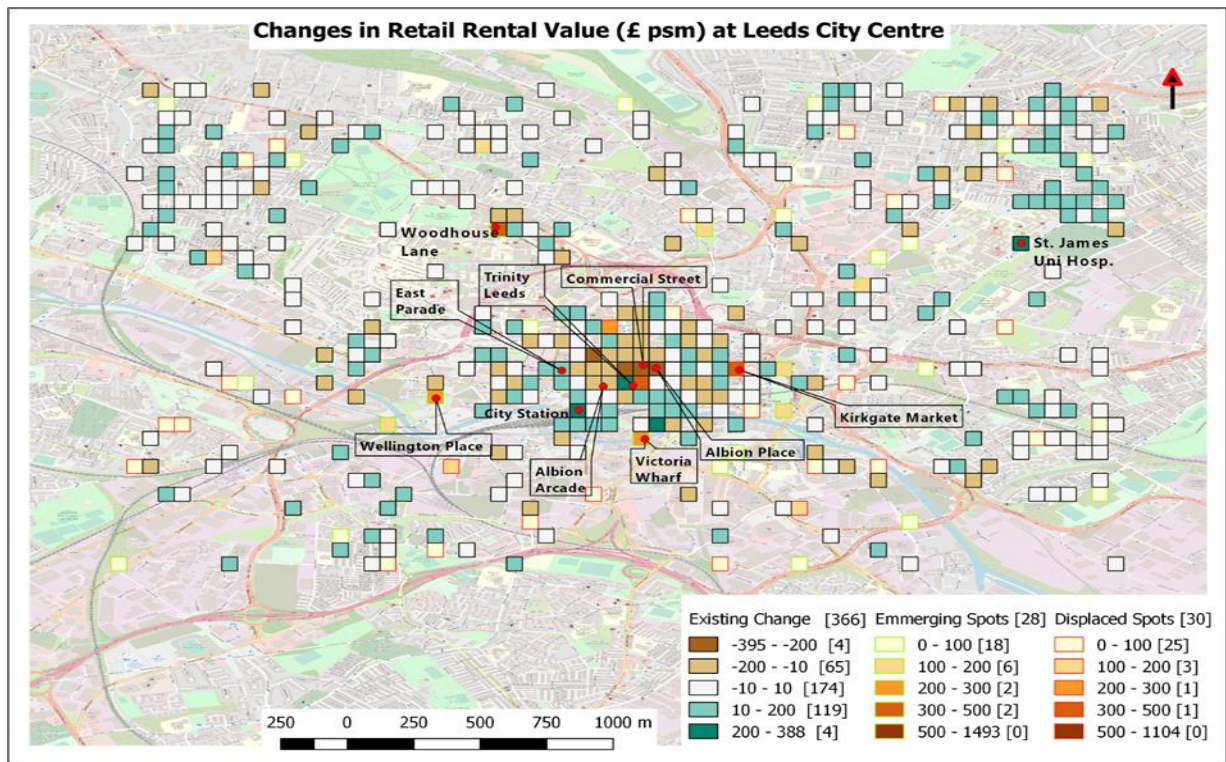 Changes in Retail Rental Value (£ psm) at Leeds City Centre
Woodhouse
Lane
St. James
Uni Hosp.
Trinity
Leeds
Commercial Street
East
Parade
City Station
Kirkgate Market
Wellington Place
Albion
Arcade
Victoria
Wharf
Albion Place
250 0 250 500 750 1000 m
Existing Change [366]
-395 - -200 [4]
-200 - -10 [65]
-10 - 10 [174]
10 - 200 [119]
200 - 388 [4]
Emmerging Spots [28]
0 - 100 [18]
100 - 200 [6]
200 - 300 [2]
300 - 500 [2]
500 - 1493 [0]
Displaced Spots [30]
0 - 100 [25]
100 - 200 [3]
200 - 300 [1]
300 - 500 [1]
500 - 1104 [0]